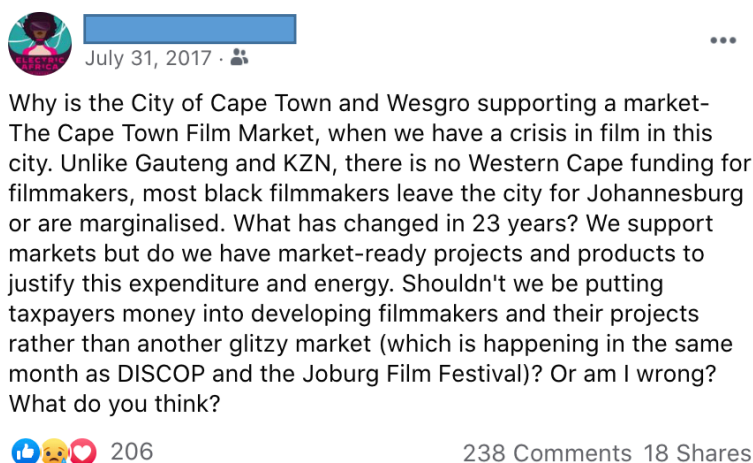 ELECTRIC
AFRICA
July 31, 2017 ·
Why is the City of Cape Town and Wesgro supporting a market-
The Cape Town Film Market, when we have a crisis in film in this
city. Unlike Gauteng and KZN, there is no Western Cape funding for
filmmakers, most black filmmakers leave the city for Johannesburg
or are marginalised. What has changed in 23 years? We support
markets but do we have market-ready projects and products to
justify this expenditure and energy. Shouldn't we be putting
taxpayers money into developing filmmakers and their projects
rather than another glitzy market (which is happening in the same
month as DISCOP and the Joburg Film Festival)? Or am I wrong?
What do you think?
206
238 Comments 18 Shares